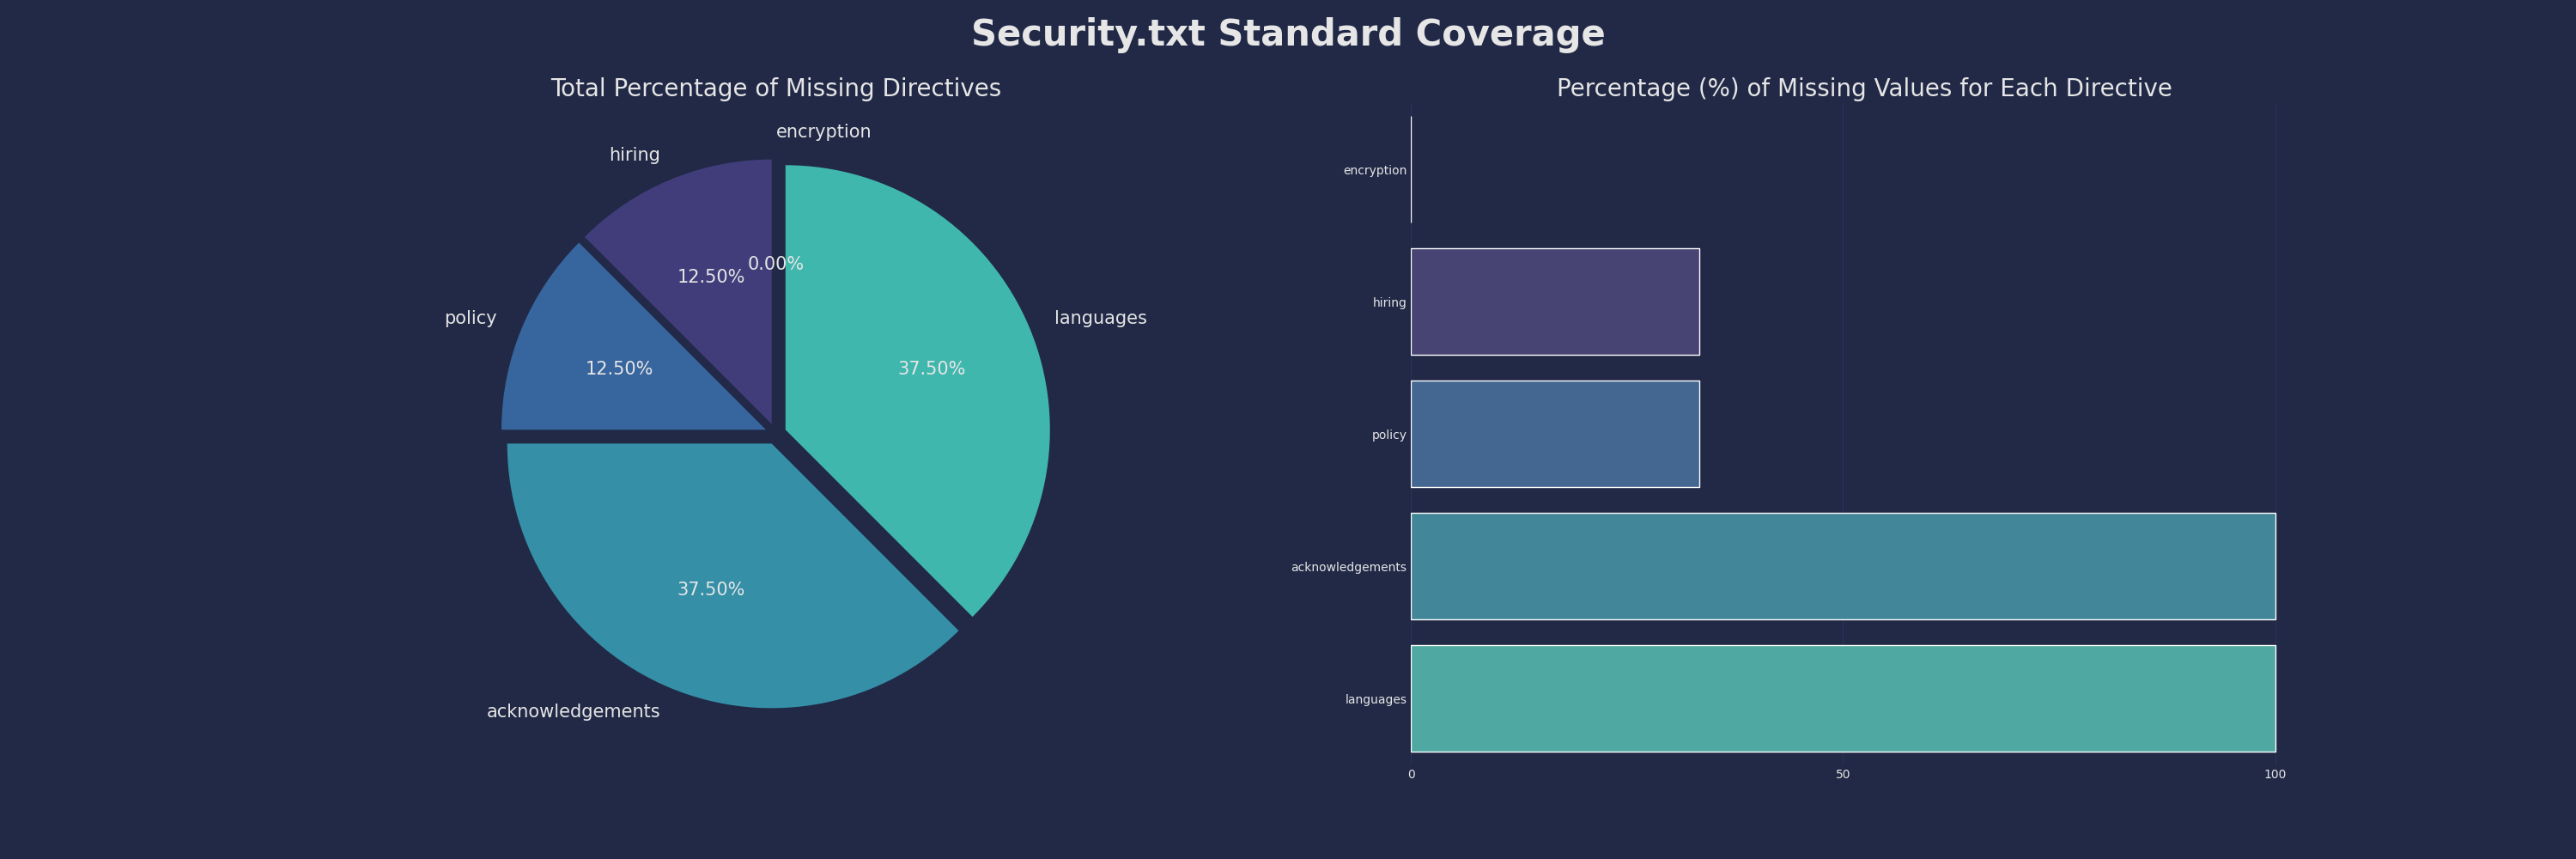 Security.txt Standard Coverage
Total Percentage of Missing Directives
encryption
hiring
policy
languages
acknowledgements
0.00%
12.50%
12.50%
37.50%
37.50%
Percentage (%) of Missing Values for Each Directive
encryption
hiring
policy
acknowledgements
languages
0 50 100